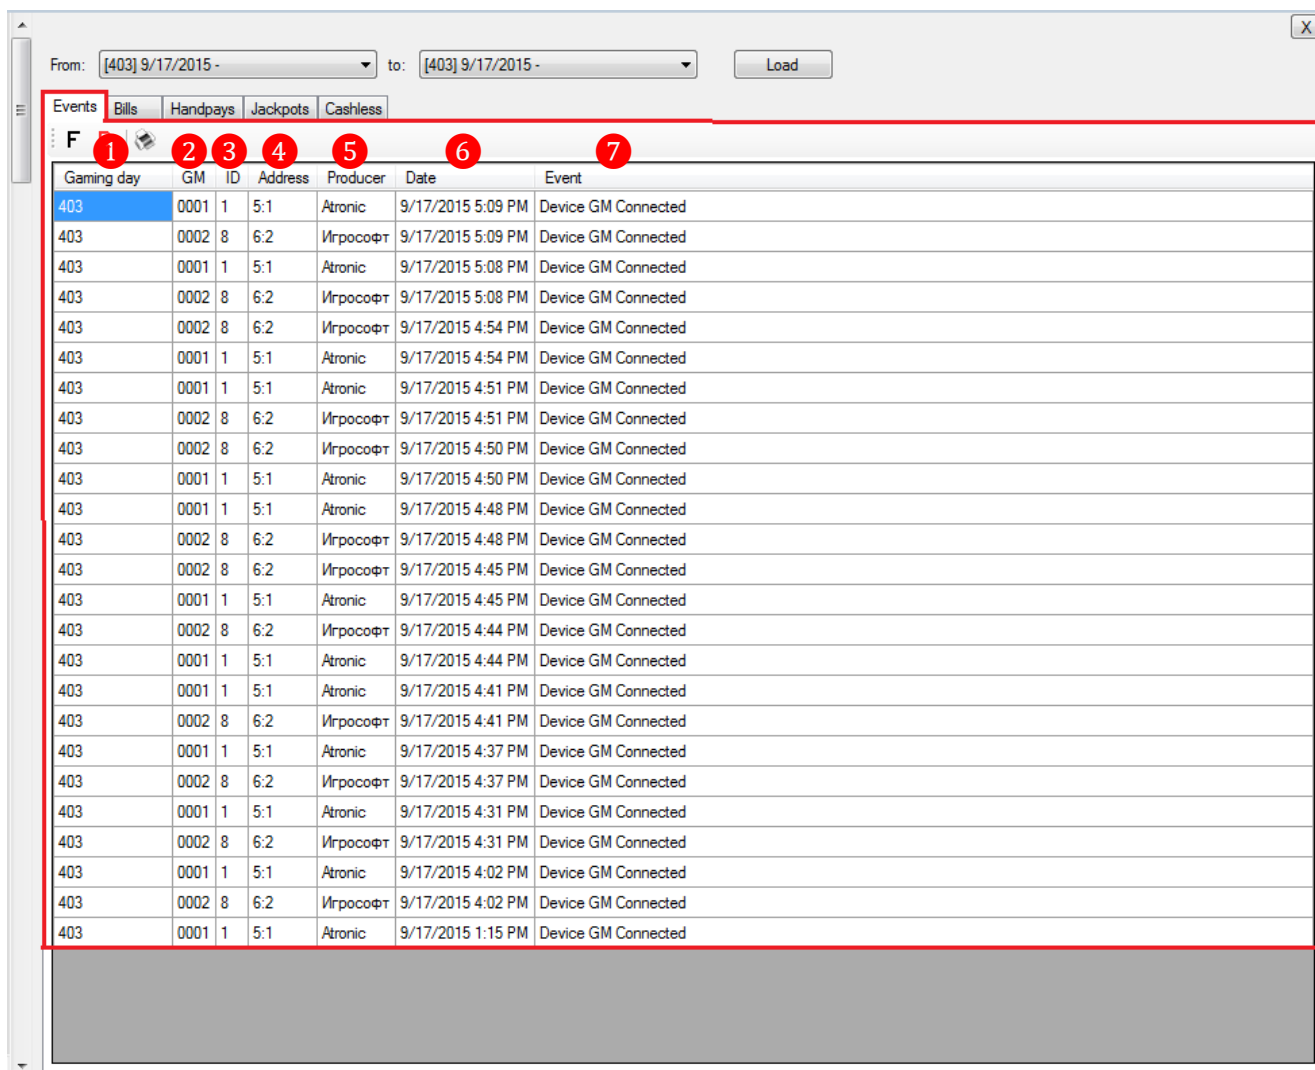 X
From: [403] 9/17/2015 - to: [403] 9/17/2015 - Load
Events Bills Handpays Jackpots Cashless
F
1 2 3 4 5 6 7
Gaming day GM ID Address Producer Date Event
403 0001 1 5:1 Atronic 9/17/2015 5:09 PM Device GM Connected
403 0002 8 6:2 Игрософт 9/17/2015 5:09 PM Device GM Connected
403 0001 1 5:1 Atronic 9/17/2015 5:08 PM Device GM Connected
403 0002 8 6:2 Игрософт 9/17/2015 5:08 PM Device GM Connected
403 0002 8 6:2 Игрософт 9/17/2015 4:54 PM Device GM Connected
403 0001 1 5:1 Atronic 9/17/2015 4:54 PM Device GM Connected
403 0001 1 5:1 Atronic 9/17/2015 4:51 PM Device GM Connected
403 0002 8 6:2 Игрософт 9/17/2015 4:51 PM Device GM Connected
403 0002 8 6:2 Игрософт 9/17/2015 4:50 PM Device GM Connected
403 0001 1 5:1 Atronic 9/17/2015 4:50 PM Device GM Connected
403 0001 1 5:1 Atronic 9/17/2015 4:48 PM Device GM Connected
403 0002 8 6:2 Игрософт 9/17/2015 4:48 PM Device GM Connected
403 0002 8 6:2 Игрософт 9/17/2015 4:45 PM Device GM Connected
403 0001 1 5:1 Atronic 9/17/2015 4:45 PM Device GM Connected
403 0002 8 6:2 Игрософт 9/17/2015 4:44 PM Device GM Connected
403 0001 1 5:1 Atronic 9/17/2015 4:44 PM Device GM Connected
403 0001 1 5:1 Atronic 9/17/2015 4:41 PM Device GM Connected
403 0002 8 6:2 Игрософт 9/17/2015 4:41 PM Device GM Connected
403 0001 1 5:1 Atronic 9/17/2015 4:37 PM Device GM Connected
403 0002 8 6:2 Игрософт 9/17/2015 4:37 PM Device GM Connected
403 0001 1 5:1 Atronic 9/17/2015 4:31 PM Device GM Connected
403 0002 8 6:2 Игрософт 9/17/2015 4:31 PM Device GM Connected
403 0001 1 5:1 Atronic 9/17/2015 4:02 PM Device GM Connected
403 0002 8 6:2 Игрософт 9/17/2015 4:02 PM Device GM Connected
403 0001 1 5:1 Atronic 9/17/2015 1:15 PM Device GM Connected